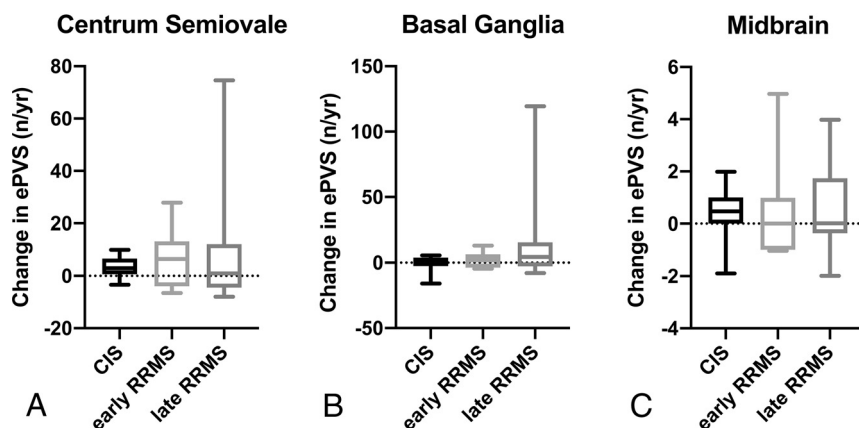 Centrum Semiovale
Change in ePVS (n/yr)
80
60
40
20
0
-20
CIS
early RRMS
late RRMS
A
Basal Ganglia
Change in ePVS (n/yr)
150
100
50
0
-50
CIS
early RRMS
late RRMS
B
Midbrain
Change in ePVS (n/yr)
6
4
2
0
-2
-4
CIS
early RRMS
late RRMS
C